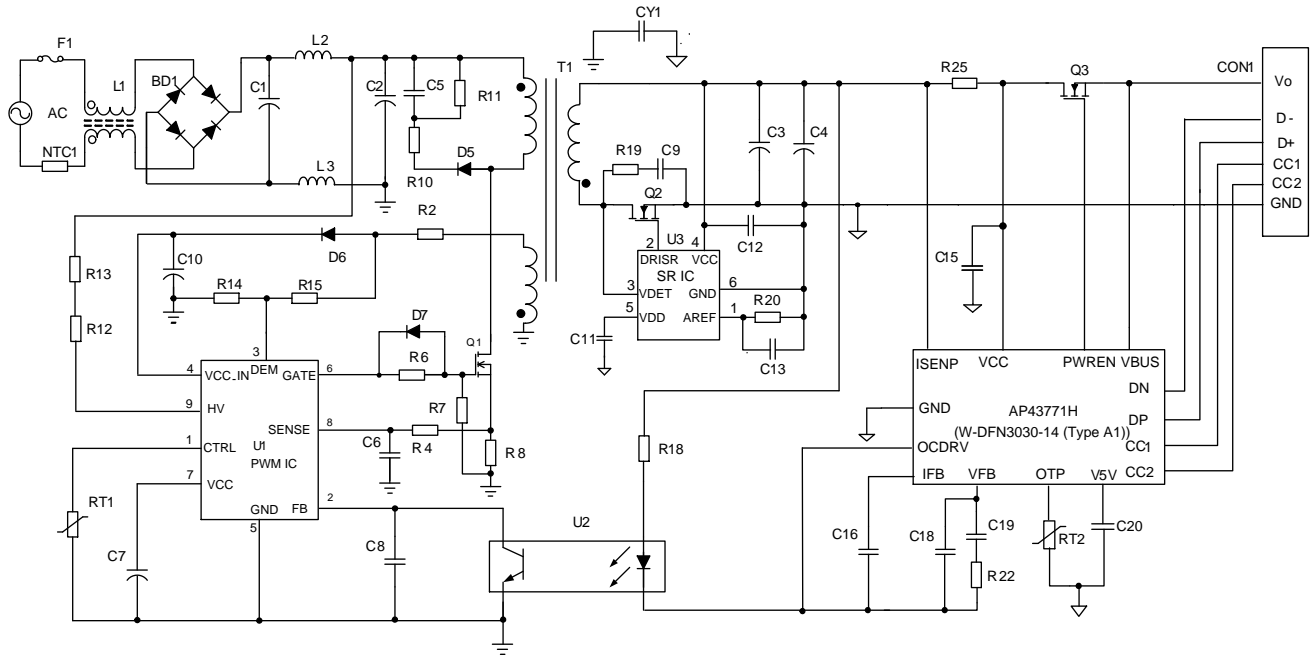 CY1
F1
L2
T1
R25
Q3
CON1
Vo
L1
BD1
C1
C2
C5
R11
AC
C3
C4
D-
NTC1
R19
C9
D+
D5
CC1
R10
Q2
CC2
L3
GND
R2
U3
C12
2
4
DRISR
VCC
D6
SR IC
C10
C15
R13
R14
R15
3
VDET
GND
6
5
VDD
AREF
1
R20
R12
D7
C11
Q1
3
C13
4
VCC_IN
DEM
GATE
6
R6
ISENP
VCC
PWREN
VBUS
DN
9
HV
R7
GND
AP43771H
DP
U1
SENSE
8
(W-DFN3030-14 (Type A1))
1
CTRL
PWM IC
C6
R4
R8
R18
OCDRV
CC1
7
VCC
IFB
VFB
OTP
V5V
CC2
RT1
GND
FB
2
5
U2
C19
C20
C7
C8
C16
C18
RT2
R22